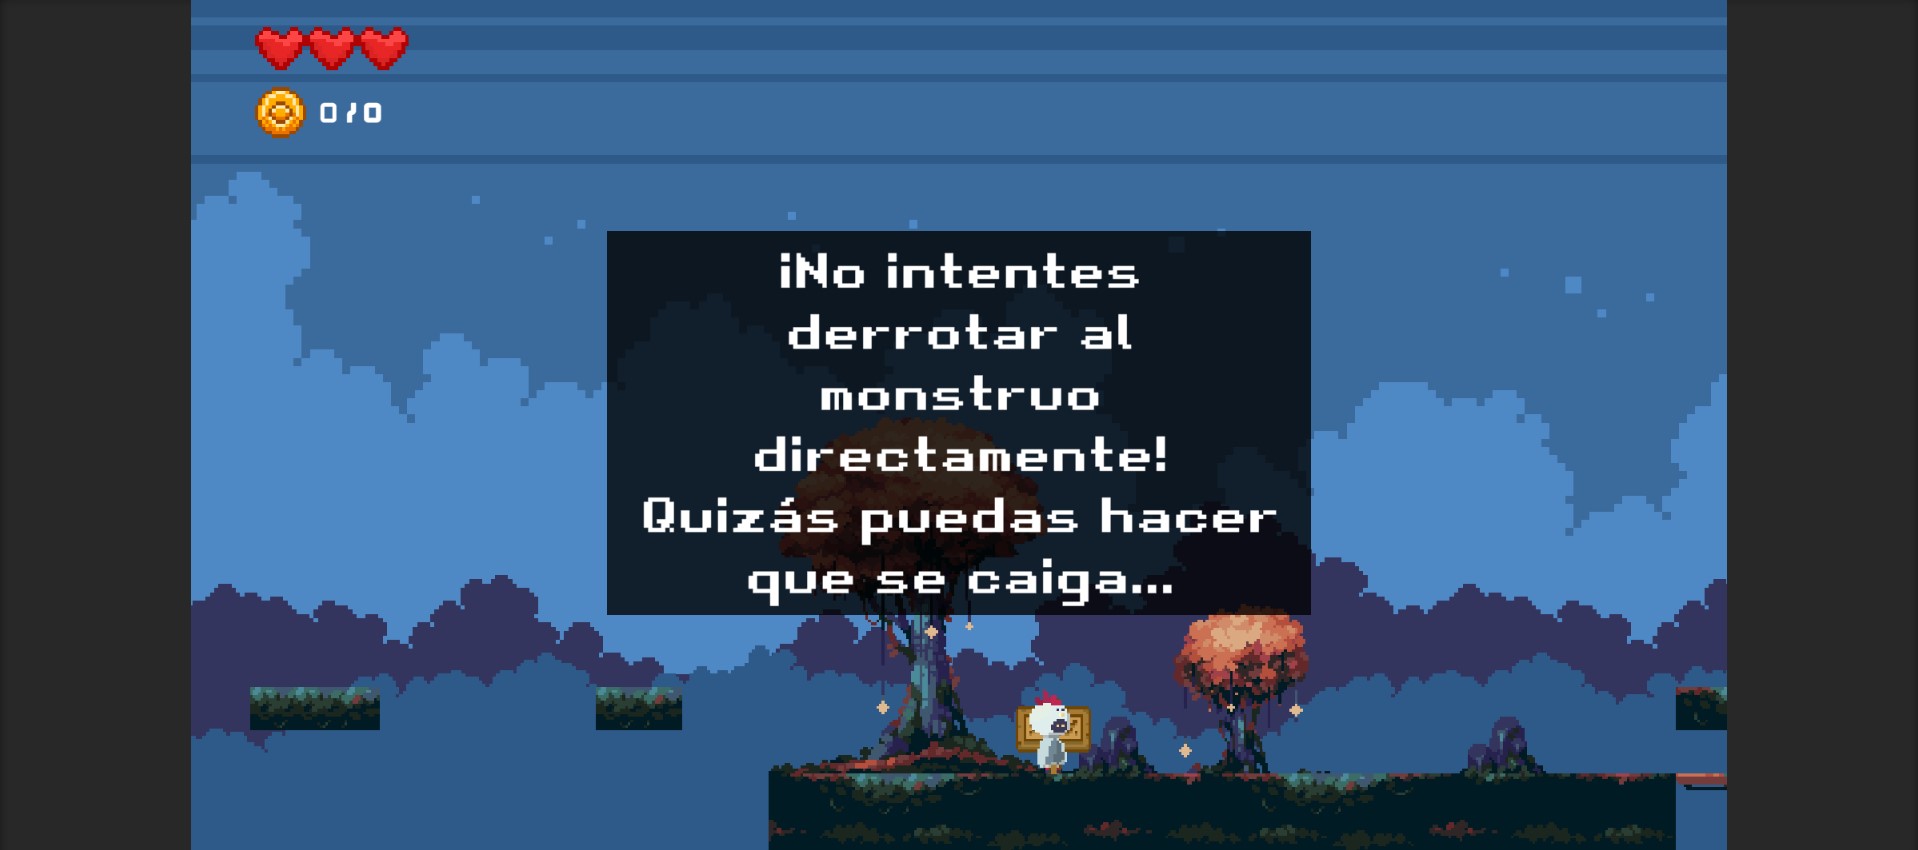 0/0
¡No intentes
derrotar al
monstruo
directamente!
Quizás puedas hacer
que se caiga...